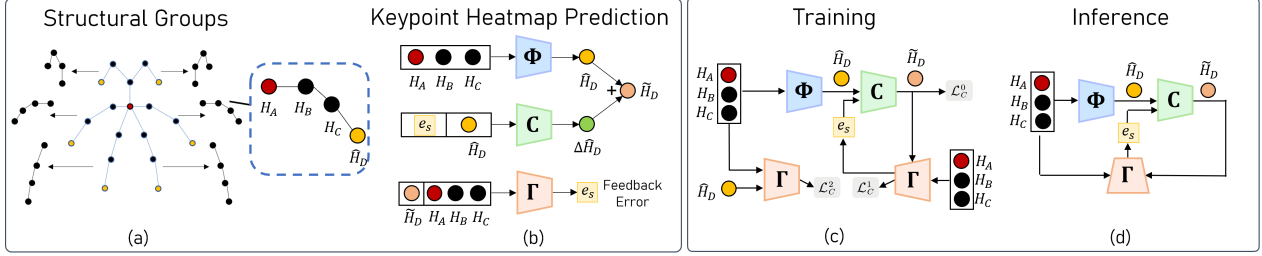 Structural Groups
H_A
H_B
H_C
Ĥ_D
(a)
Keypoint Heatmap Prediction
H_A H_B H_C
Φ
Ĥ_D
+
H̃_D
e_s
Ĥ_D
C
ΔĤ_D
H̃_D H_A H_B H_C
Γ
e_s
Feedback
Error
(b)
Training
H_A
H_B
H_C
Φ
Ĥ_D
C
H̃_D
ℒ_C^0
e_s
Ĥ_D
Γ
ℒ_C^2
ℒ_C^1
Γ
H_A
H_B
H_C
(c)
Inference
H_A
H_B
H_C
Φ
Ĥ_D
C
H̃_D
e_s
Γ
(d)